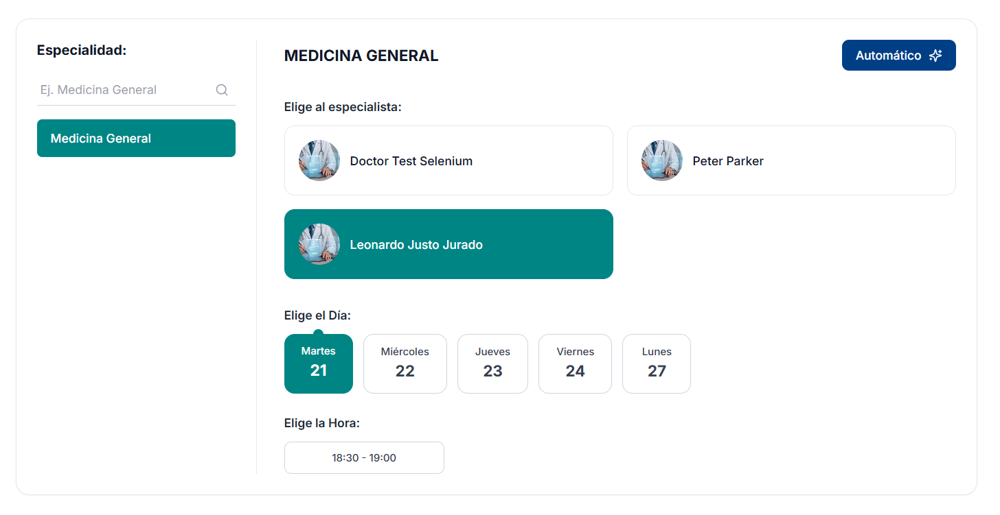 Especialidad:
Ej. Medicina General
Medicina General
MEDICINA GENERAL
Automático
Elige al especialista:
Doctor Test Selenium
Peter Parker
Leonardo Justo Jurado
Elige el Día:
Martes
21
Miércoles
22
Jueves
23
Viernes
24
Lunes
27
Elige la Hora:
18:30 - 19:00